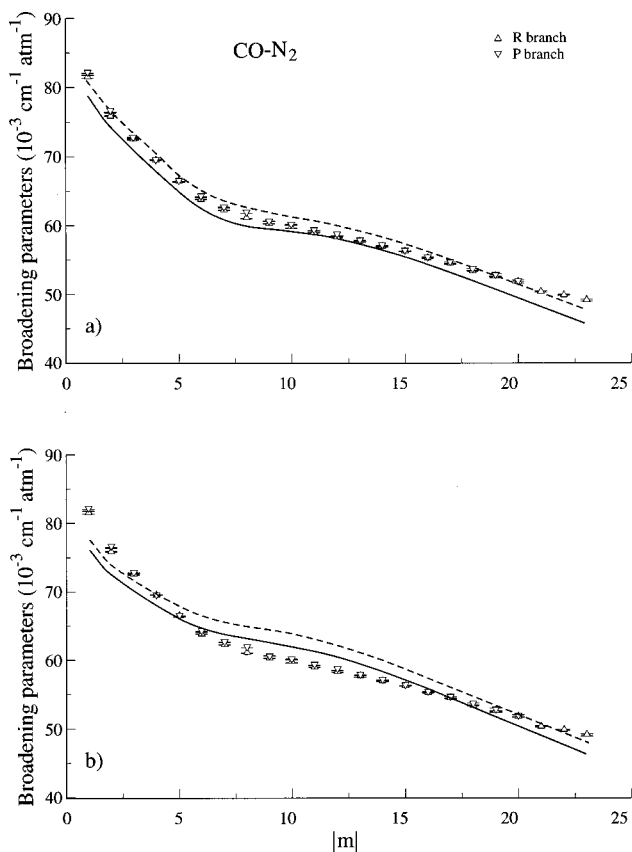 90
CO-N2
R branch
P branch
80
70
60
50
40
a)
Broadening parameters (10-3 cm-1 atm-1)
0 5 10 15 20 25
90
80
70
60
50
40
b)
Broadening parameters (10-3 cm-1 atm-1)
0 5 10 15 20 25
|m|